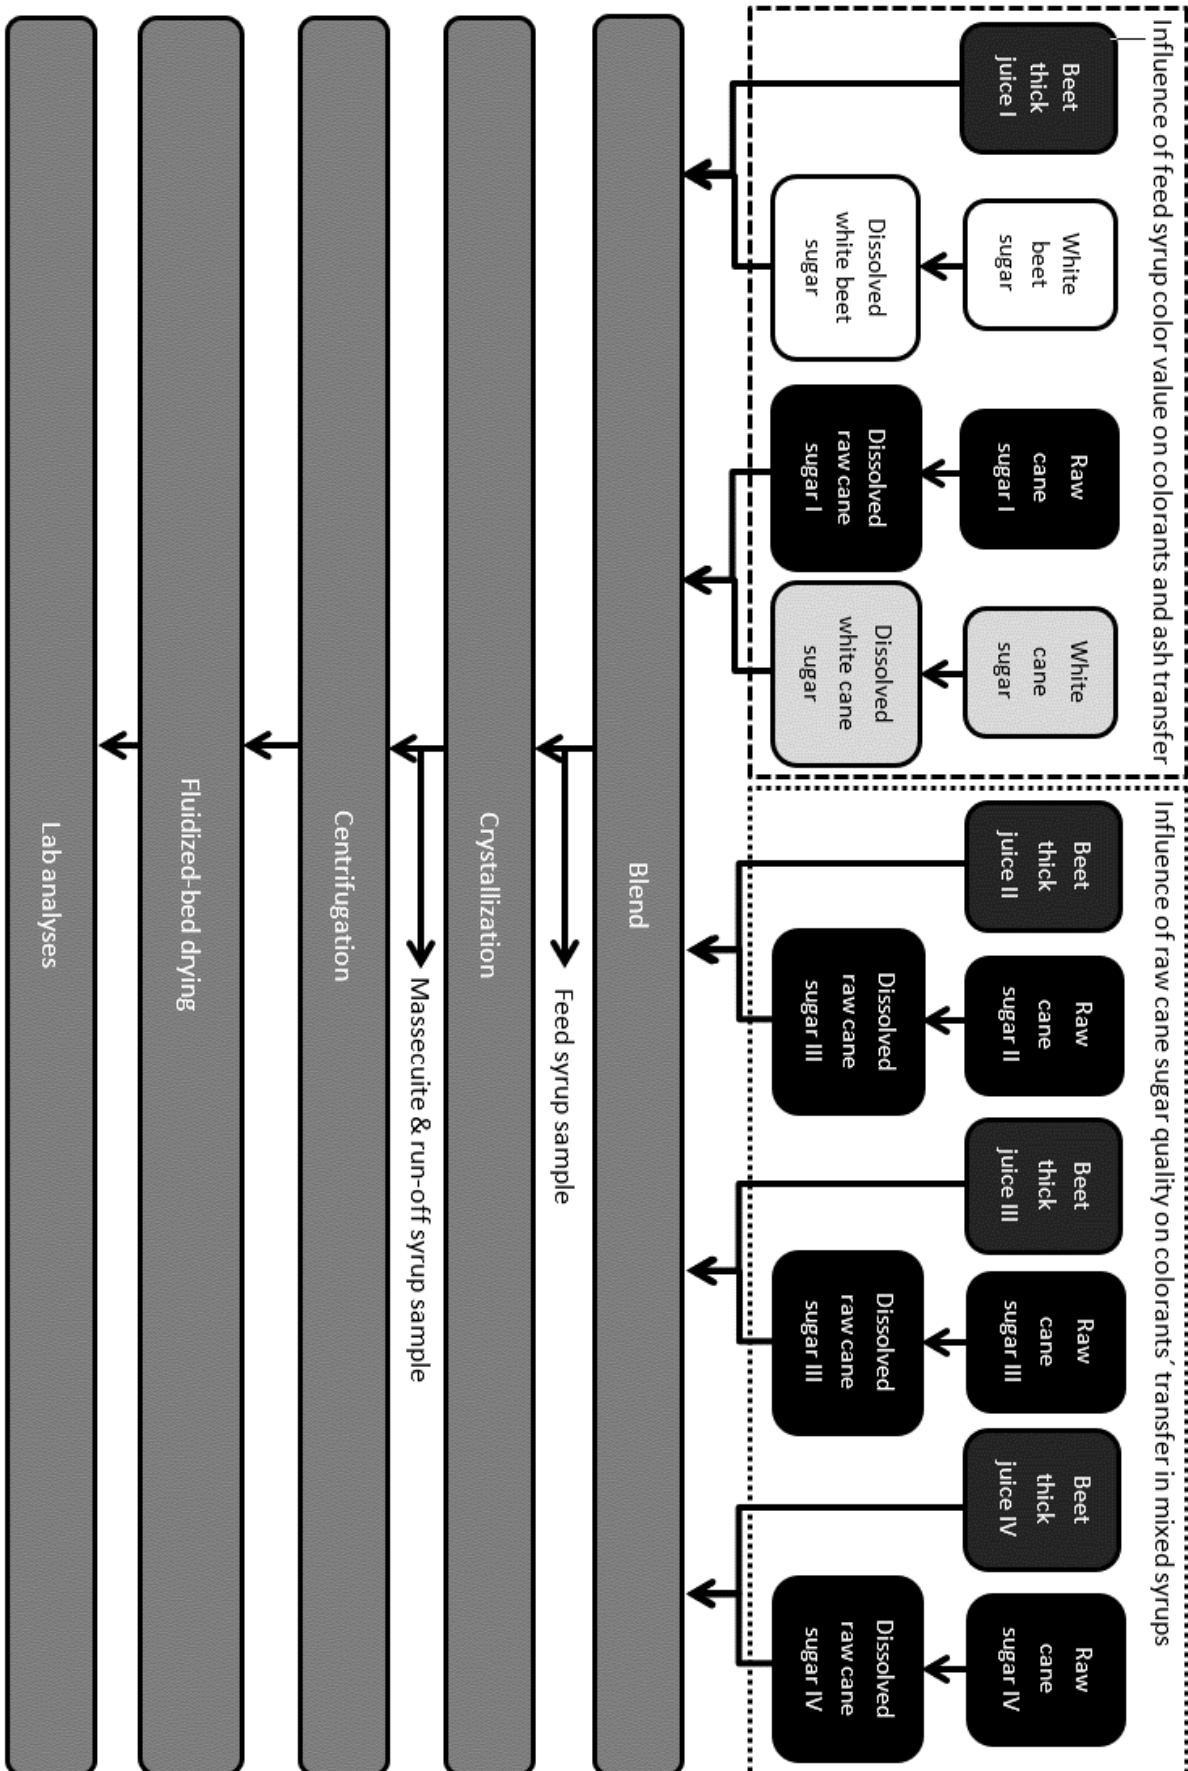 Influence of feed syrup color value on colorants and ash transfer
Beet
thick
juice I
White
beet
sugar
Raw
cane
sugar I
White
cane
sugar
Dissolved
white beet
sugar
Dissolved
raw cane
sugar I
Dissolved
white cane
sugar
Influence of raw cane sugar quality on colorants´ transfer in mixed syrups
Beet
thick
juice II
Raw
cane
sugar II
Beet
thick
juice III
Raw
cane
sugar III
Beet
thick
juice IV
Raw
cane
sugar IV
Dissolved
raw cane
sugar III
Dissolved
raw cane
sugar III
Dissolved
raw cane
sugar IV
Blend
Feed syrup sample
Crystallization
Massecuite & run-off syrup sample
Centrifugation
Fluidized-bed drying
Lab analyses